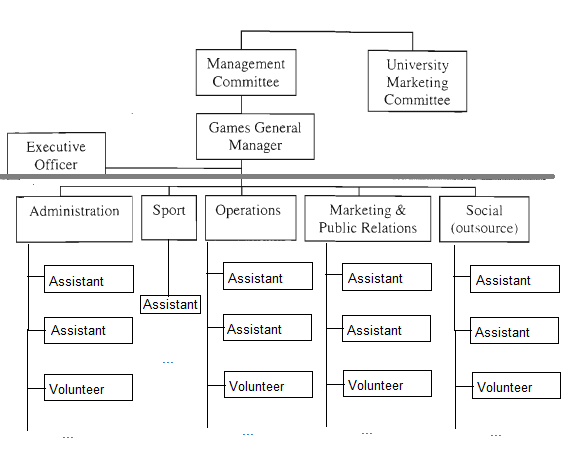 Management
Committee
University
Marketing
Committee
Games General
Manager
Executive
Officer
Administration
Sport
Operations
Marketing &
Public Relations
Social
(outsource)
Assistant
Assistant
Assistant
Assistant
Assistant
Assistant
Assistant
Assistant
Assistant
...
Volunteer
Volunteer
Volunteer
Volunteer
...
...
...
...